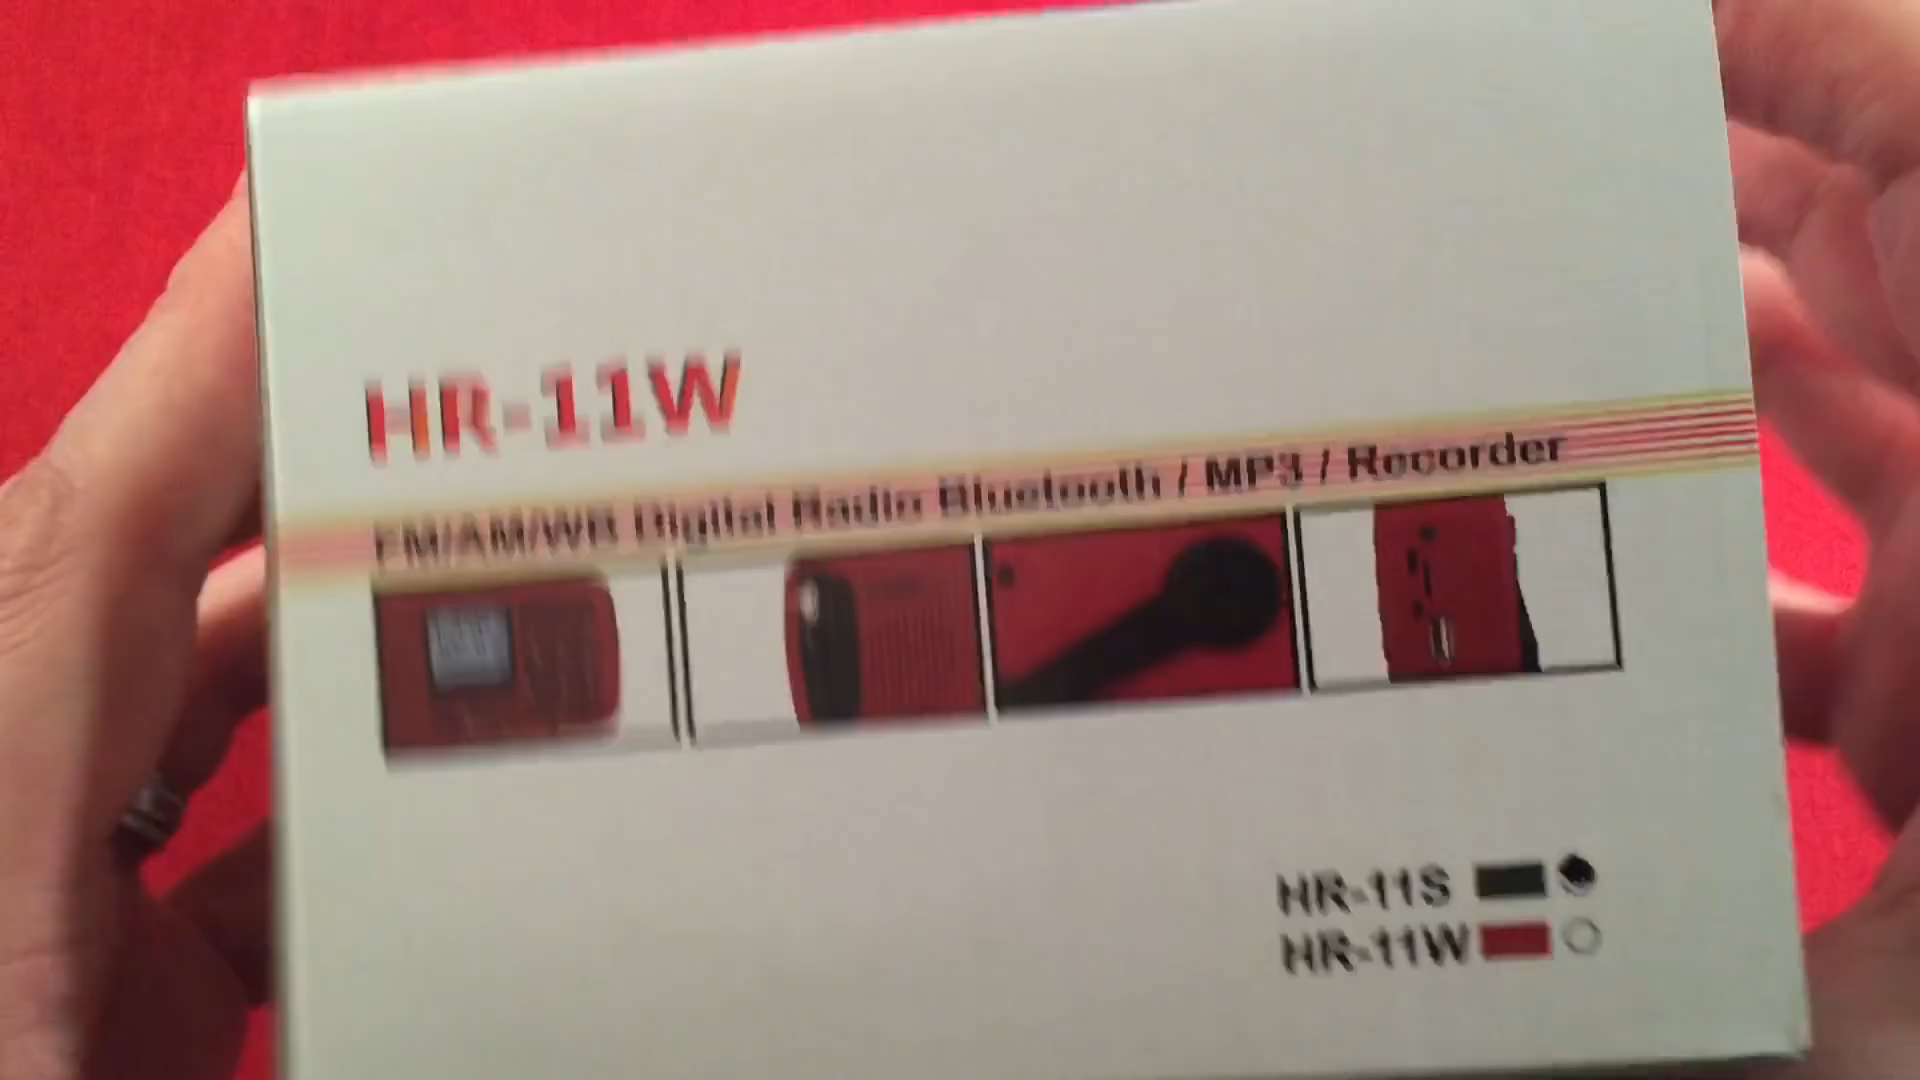 HR-11W
FM/AM/WB Digital Radio Bluetooth / MP3 / Recorder
HR-11S
HR-11W